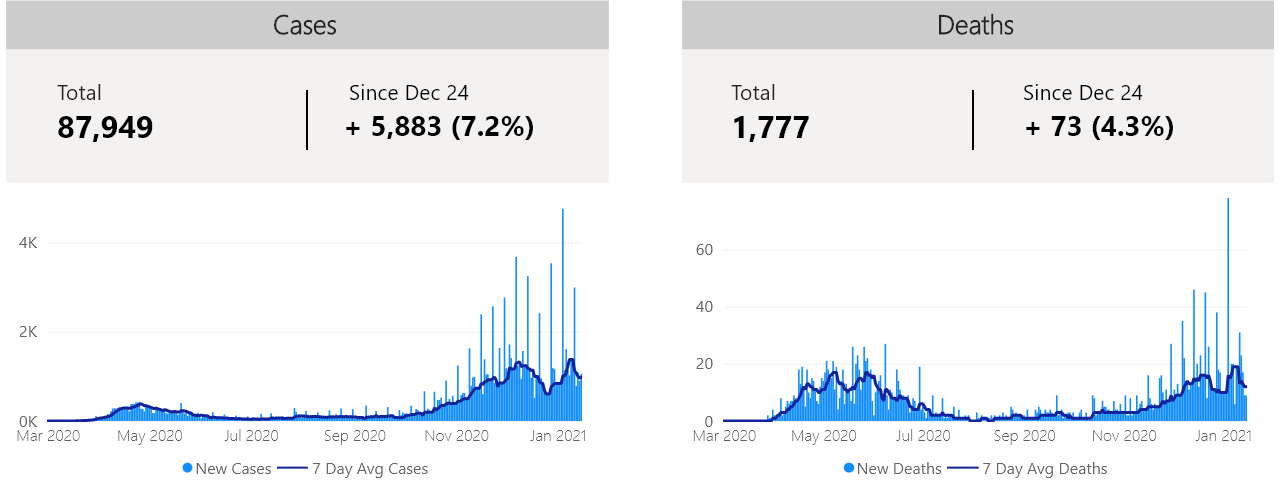 Cases
Total
Since Dec 24
87,949
+ 5,883 (7.2%)
4K
2K
0K
Mar 2020 May 2020 Jul 2020 Sep 2020 Nov 2020 Jan 2021
New Cases 7 Day Avg Cases
Deaths
Total
Since Dec 24
1,777
+ 73 (4.3%)
60
40
20
0
Mar 2020 May 2020 Jul 2020 Sep 2020 Nov 2020 Jan 2021
New Deaths 7 Day Avg Deaths